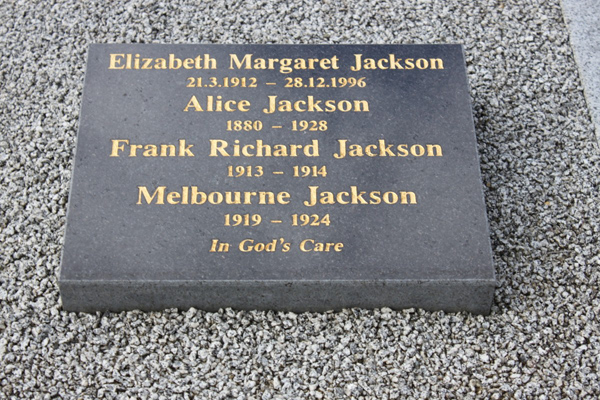 Elizabeth Margaret Jackson
21.3.1912 – 28.12.1996
Alice Jackson
1880 – 1928
Frank Richard Jackson
1913 – 1914
Melbourne Jackson
1919 – 1924
In God's Care